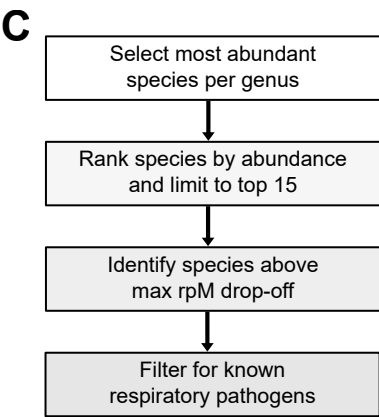 C
Select most abundant
species per genus
Rank species by abundance
and limit to top 15
Identify species above
max rpM drop-off
Filter for known
respiratory pathogens